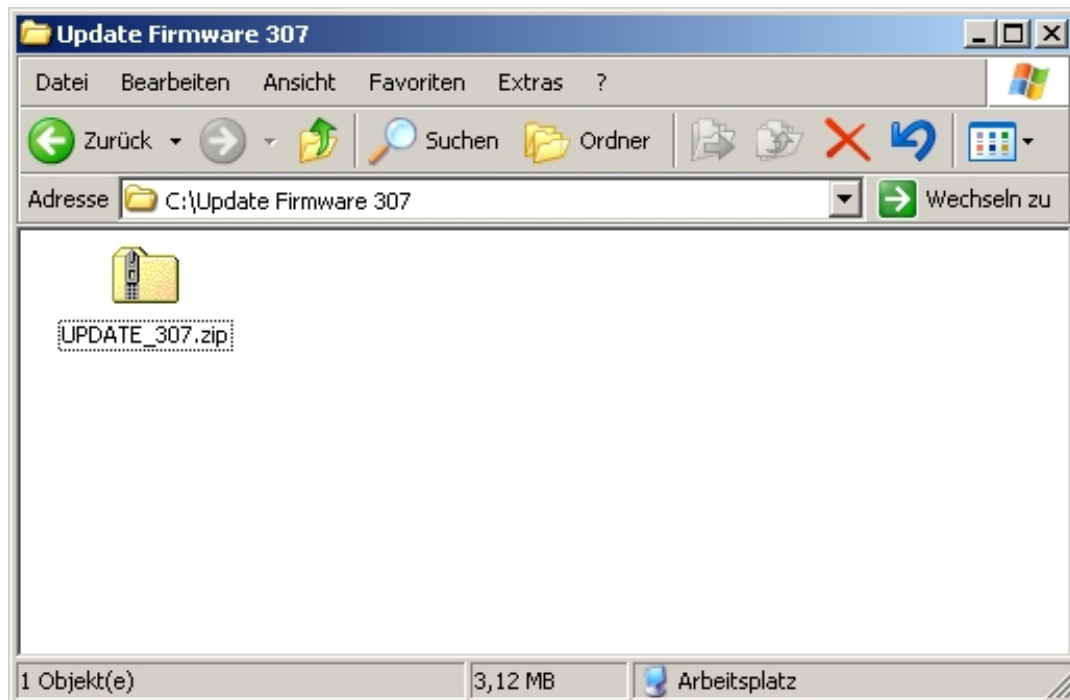 Update Firmware 307
Datei Bearbeiten Ansicht Favoriten Extras ?
Zurück Suchen Ordner
Adresse C:\Update Firmware 307 Wechseln zu
UPDATE_307.zip
1 Objekt(e) 3,12 MB Arbeitsplatz